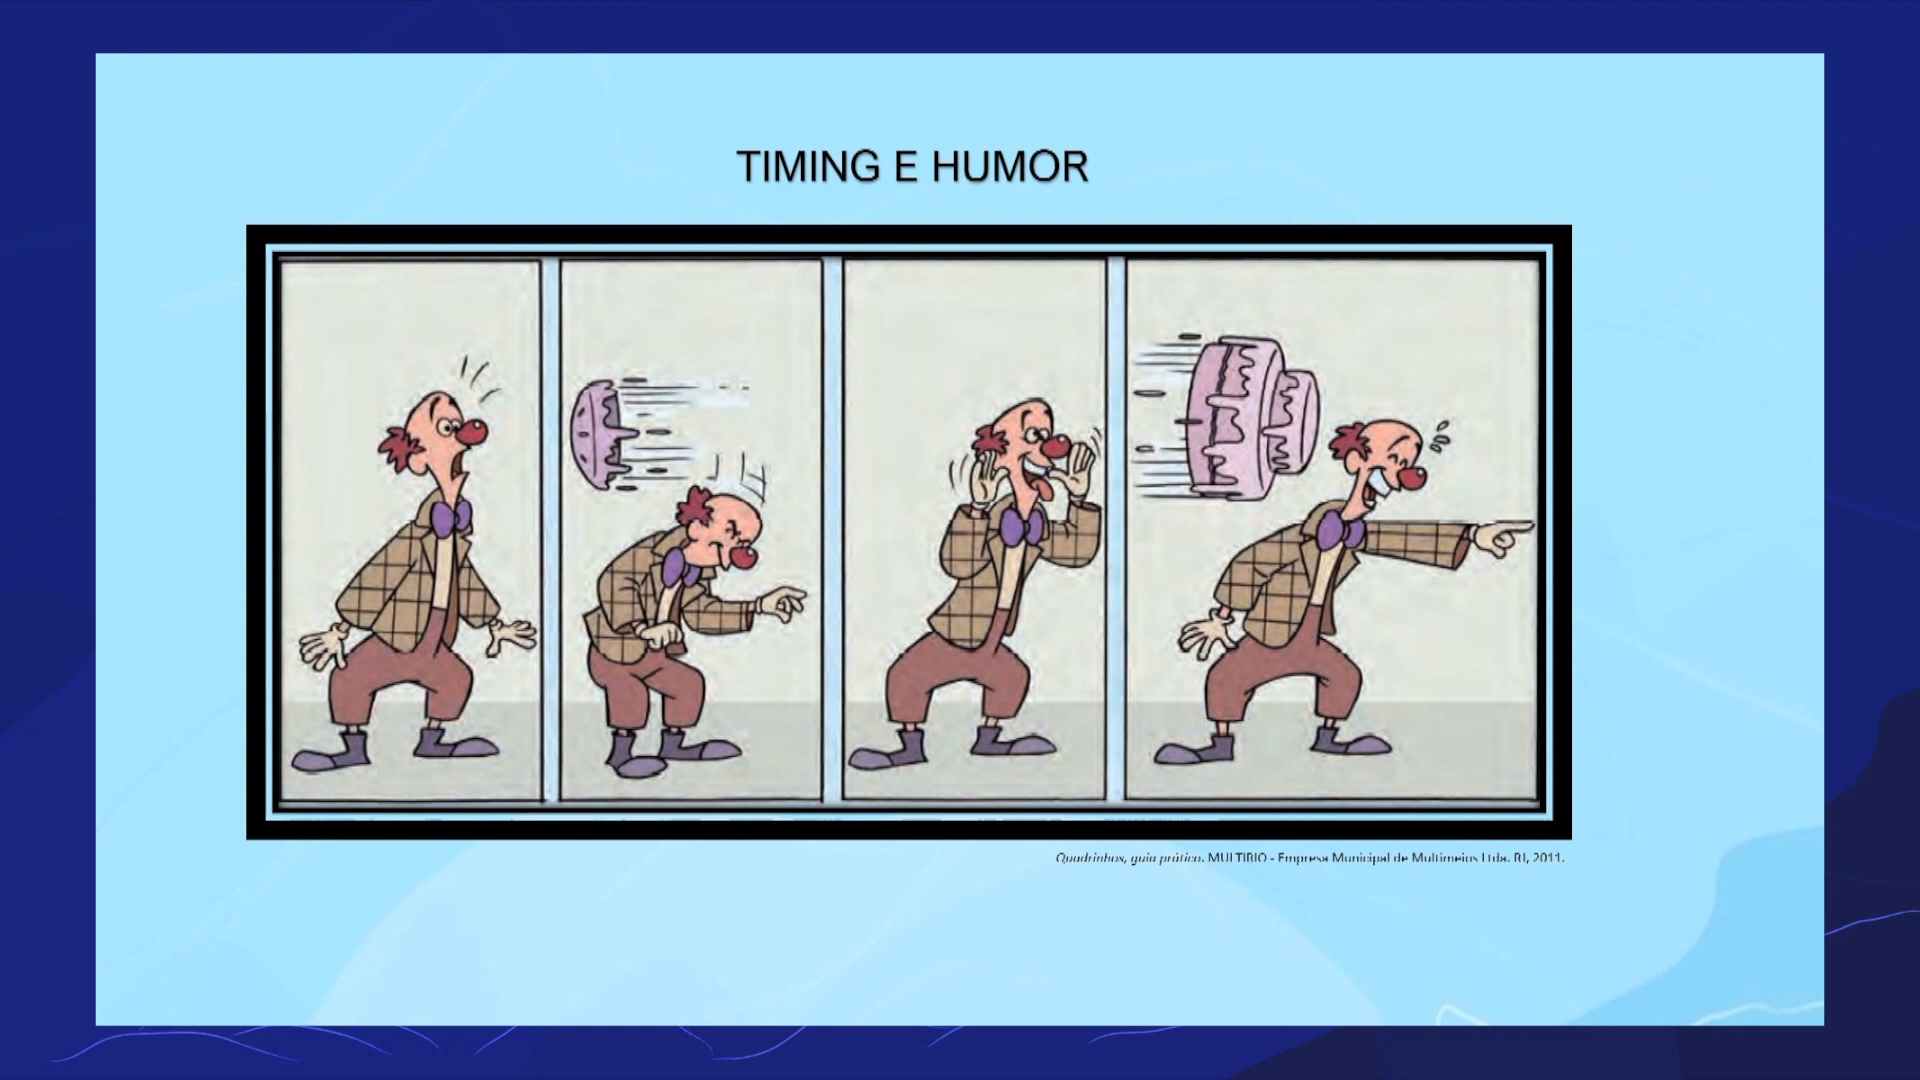 TIMING E HUMOR
Quadrinhos, guia prático. MULTIRIO - Empresa Municipal de Multimeios Ltda. RJ, 2011.